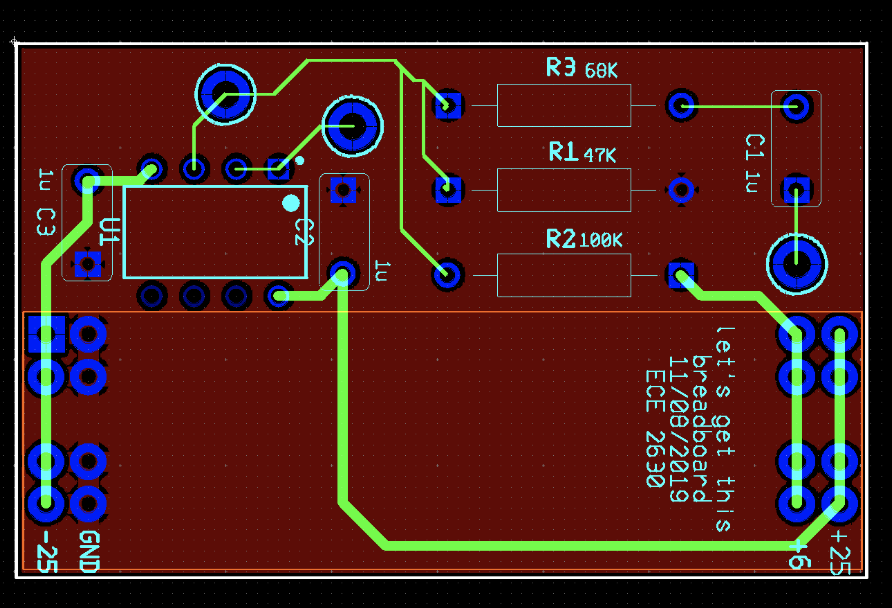 R3 68K
R1 47K
R2 100K
C1 1u
1u C3
U1
C2
1u
let's get this
breadboard
11/08/2019
ECE 2630
-25
GND
+6
+25